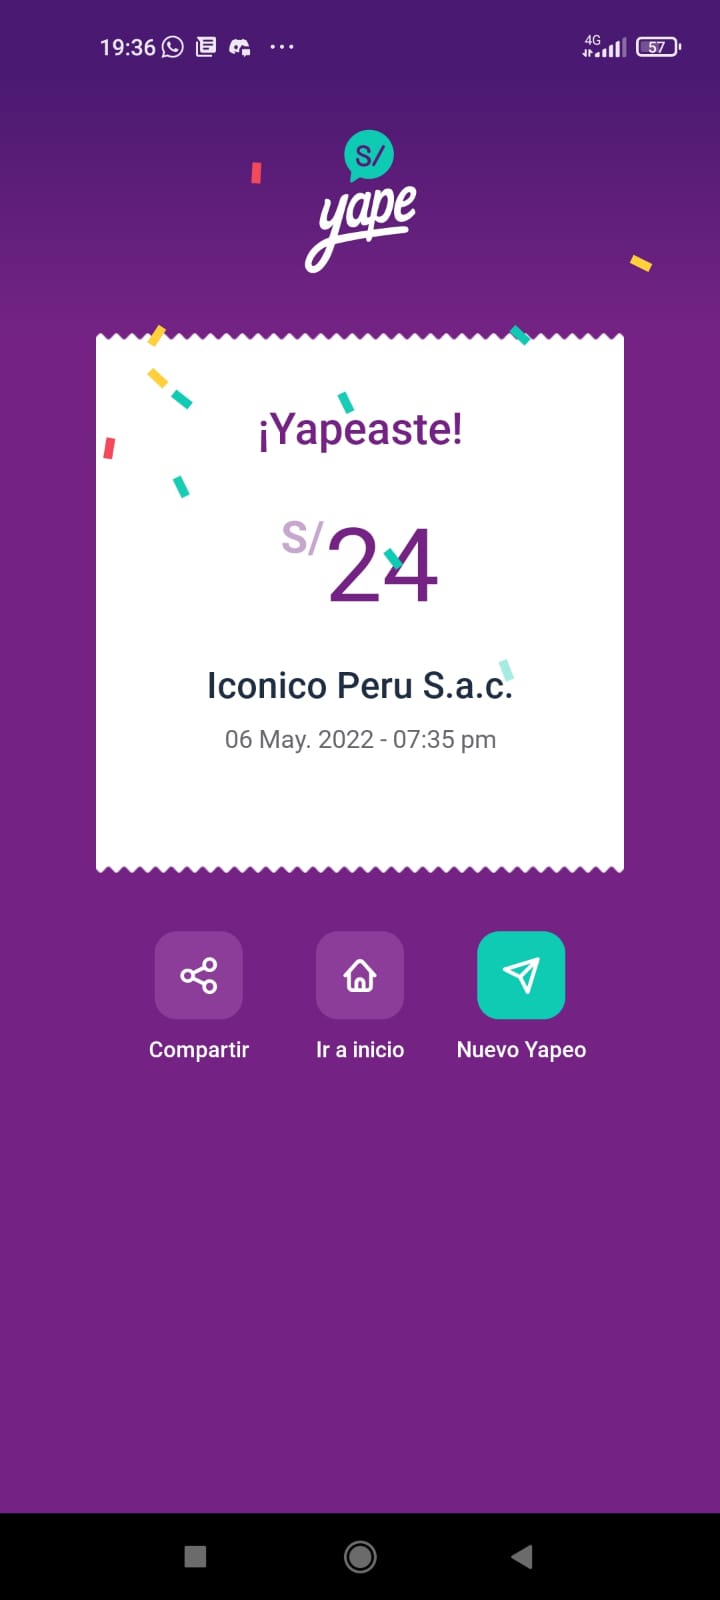 19:36
4G
57
S/
yape
¡Yapeaste!
S/24
Iconico Peru S.a.c.
06 May. 2022 - 07:35 pm
Compartir
Ir a inicio
Nuevo Yapeo